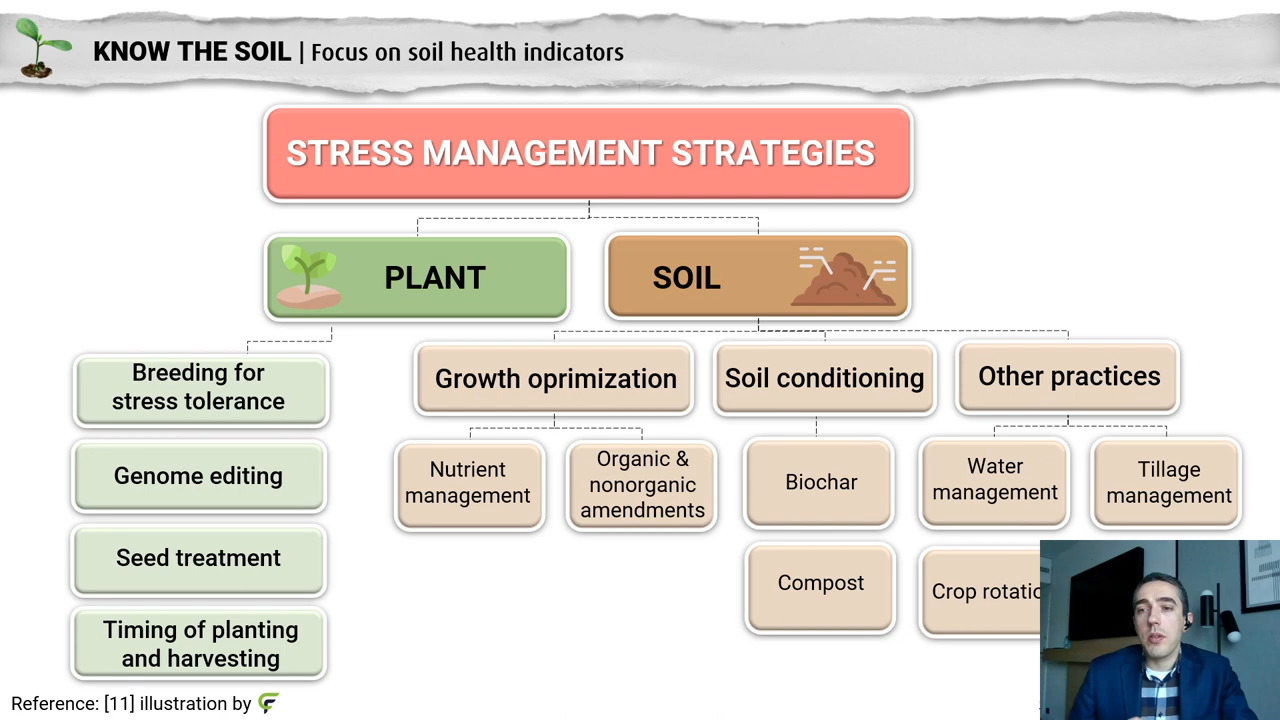 KNOW THE SOIL | Focus on soil health indicators
STRESS MANAGEMENT STRATEGIES
PLANT
SOIL
Breeding for
stress tolerance
Genome editing
Seed treatment
Timing of planting
and harvesting
Growth oprimization
Soil conditioning
Other practices
Nutrient
management
Organic &
nonorganic
amendments
Biochar
Compost
Water
management
Crop
Tillage
management
Reference: [11] illustration by